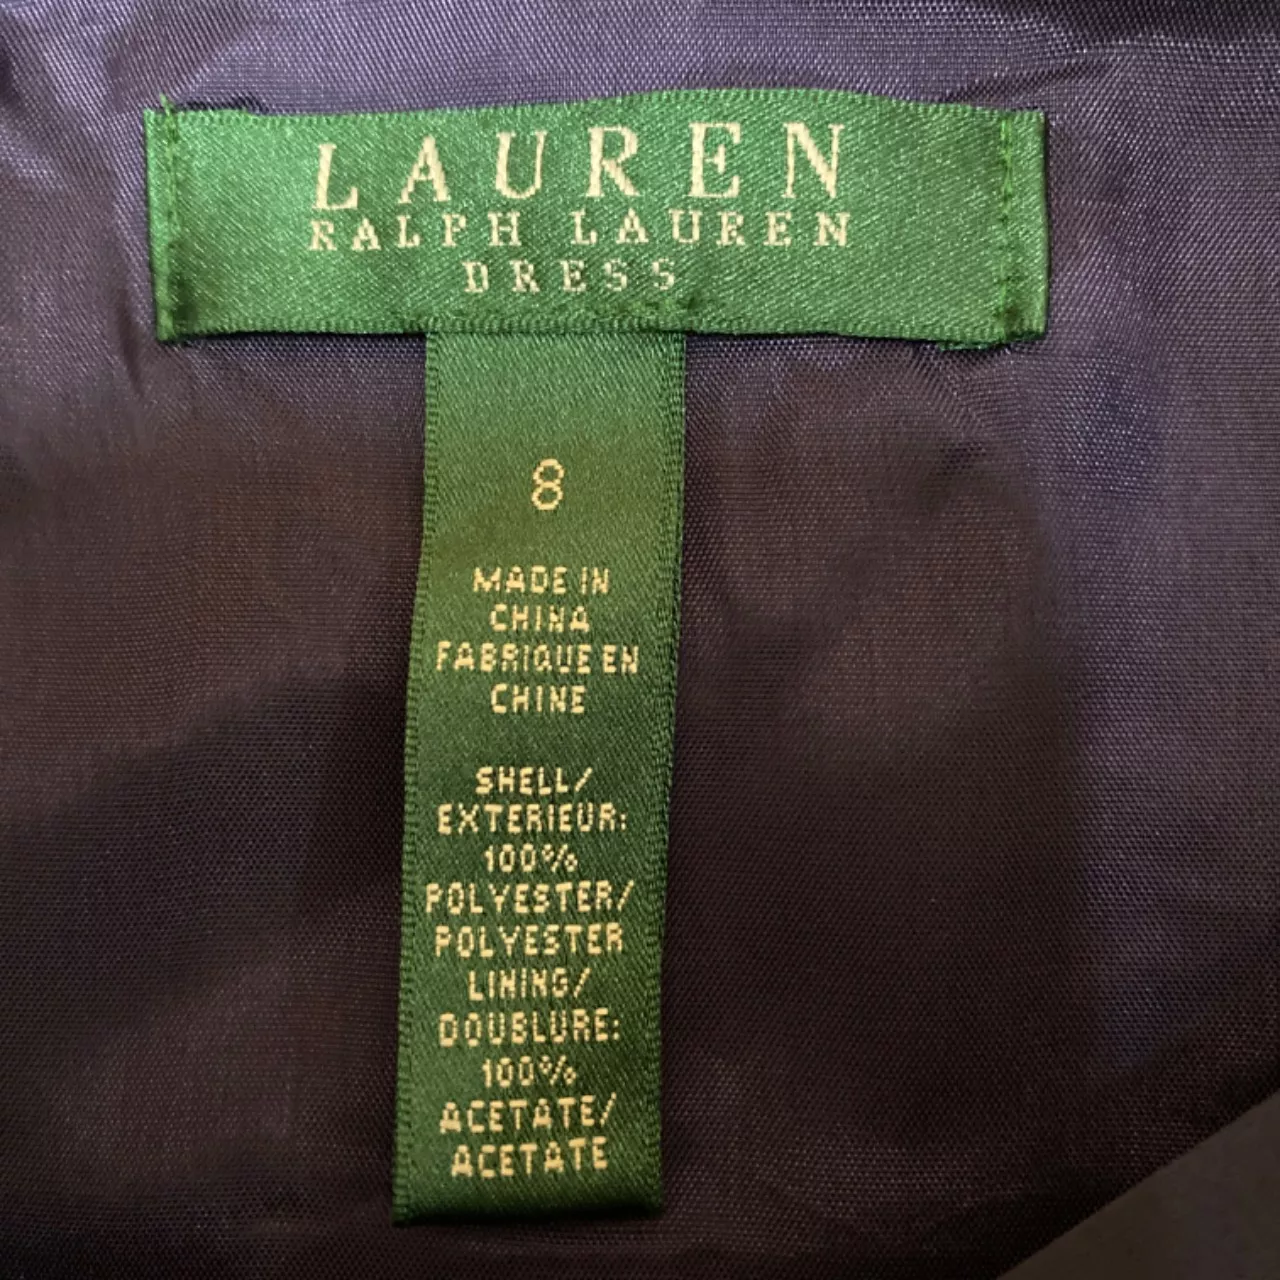 LAUREN
RALPH LAUREN
DRESS
8
MADE IN
CHINA
FABRIQUE EN
CHINE
SHELL/
EXTERIEUR:
100%
POLYESTER/
POLYESTER
LINING/
DOUBLURE:
100%
ACETATE/
ACETATE